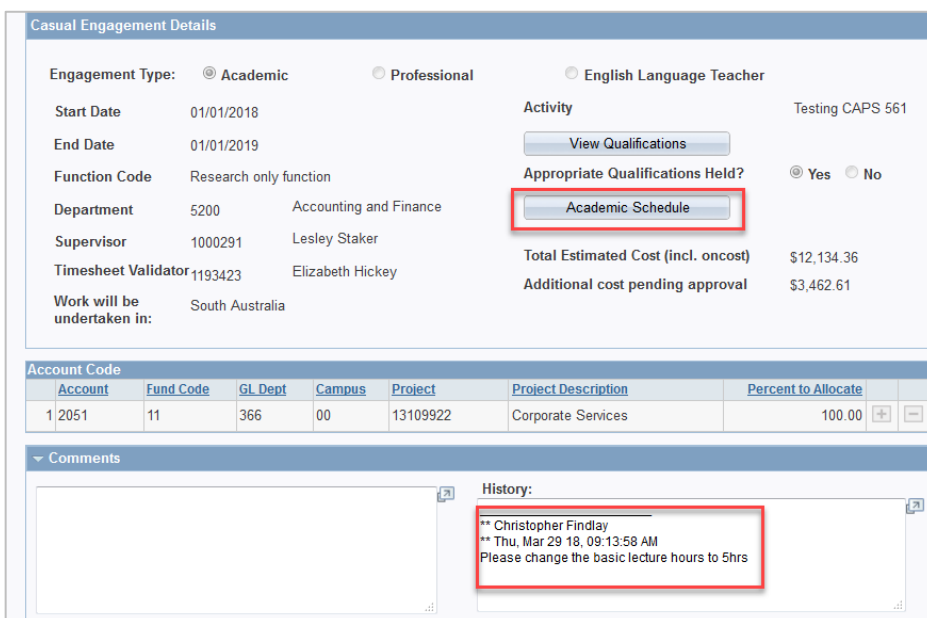 Casual Engagement Details
Engagement Type: Academic Professional English Language Teacher
Start Date 01/01/2018 Activity Testing CAPS 561
End Date 01/01/2019 View Qualifications
Function Code Research only function Appropriate Qualifications Held? Yes No
Department 5200 Accounting and Finance Academic Schedule
Supervisor 1000291 Lesley Staker
Total Estimated Cost (incl. oncost) $12,134.36
Timesheet Validator 1193423 Elizabeth Hickey
Additional cost pending approval $3,462.61
Work will be
undertaken in: South Australia
Account Code
Account Fund Code GL Dept Campus Project Project Description Percent to Allocate
1 2051 11 366 00 13109922 Corporate Services 100.00
Comments
History:
** Christopher Findlay
** Thu, Mar 29 18, 09:13:58 AM
Please change the basic lecture hours to 5hrs